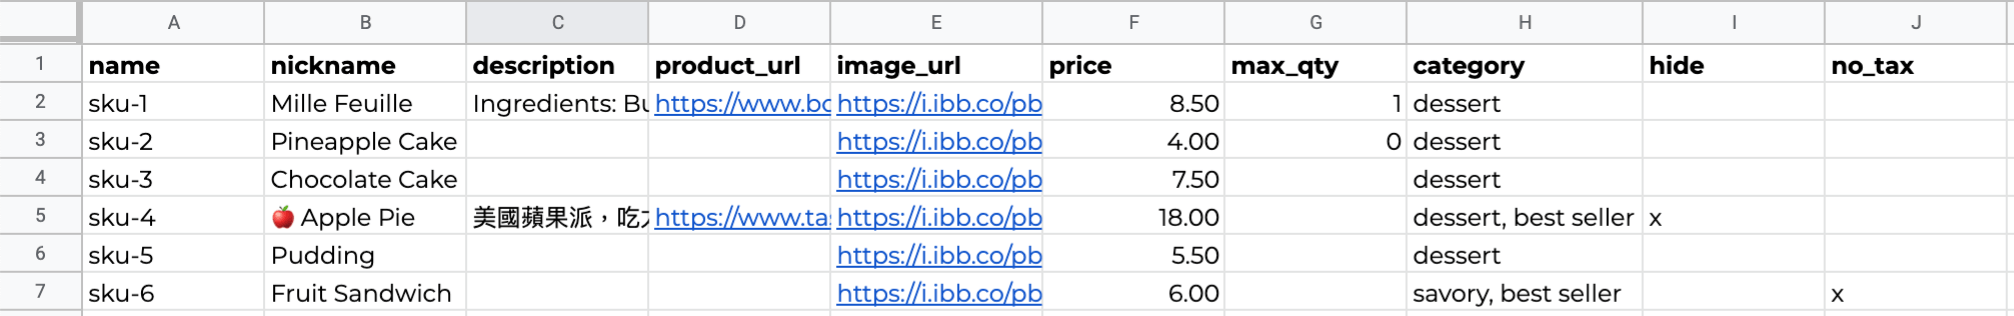 A B C D E F G H I J
1 name nickname description product_url image_url price max_qty category hide no_tax
2 sku-1 Mille Feuille Ingredients: https://www.bc https://i.ibb.co/pb 8.50 1 dessert
3 sku-2 Pineapple Cake https://i.ibb.co/pb 4.00 0 dessert
4 sku-3 Chocolate Cake https://i.ibb.co/pb 7.50 dessert
5 sku-4 🍎 Apple Pie 美國蘋果派，吃 https://www.ta https://i.ibb.co/pb 18.00 dessert, best seller x
6 sku-5 Pudding https://i.ibb.co/pb 5.50 dessert
7 sku-6 Fruit Sandwich https://i.ibb.co/pb 6.00 savory, best seller x